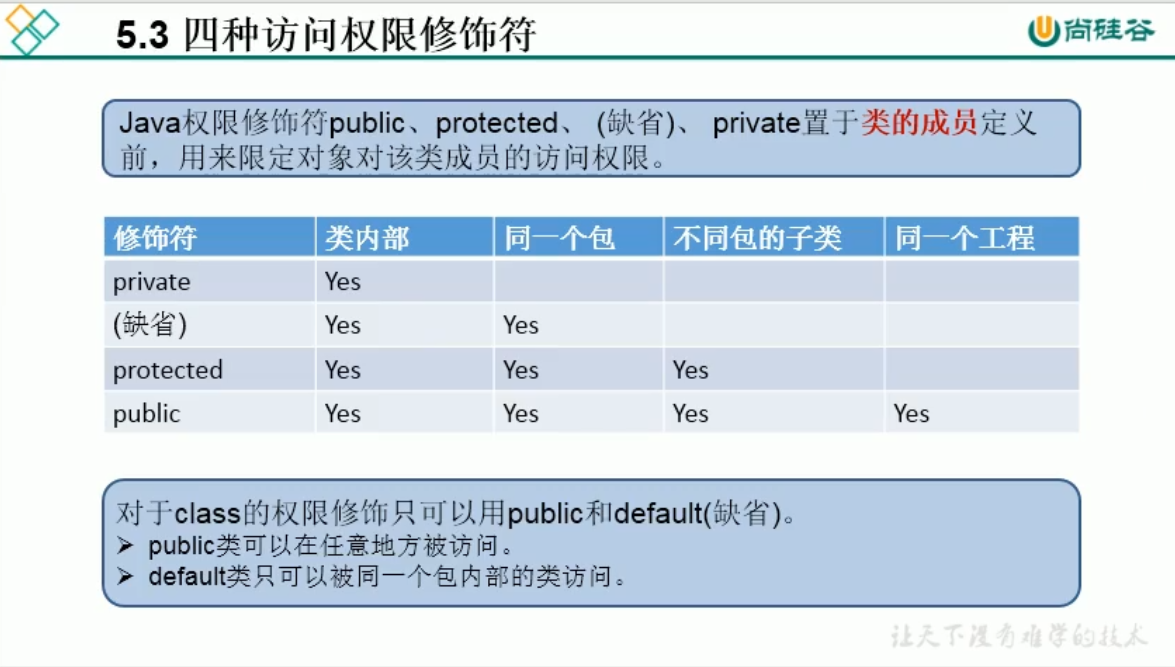 5.3 四种访问权限修饰符
尚硅谷
Java权限修饰符public、protected、 (缺省)、 private置于类的成员定义
前，用来限定对象对该类成员的访问权限。
修饰符 类内部 同一个包 不同包的子类 同一个工程
private Yes
(缺省) Yes Yes
protected Yes Yes Yes
public Yes Yes Yes Yes
对于class的权限修饰只可以用public和default(缺省)。
➢ public类可以在任意地方被访问。
➢ default类只可以被同一个包内部的类访问。
让天下没有难学的技术